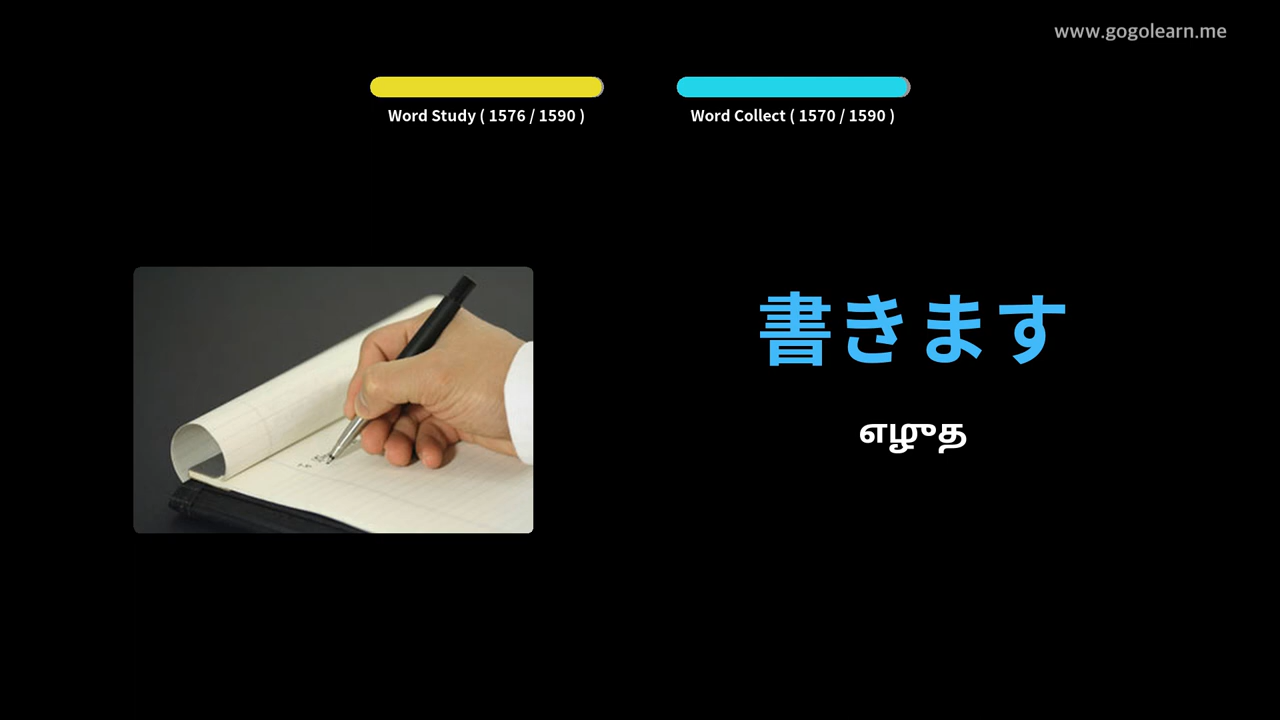 www.gogolearn.me
Word Study ( 1576 / 1590 )
Word Collect ( 1570 / 1590 )
書きます
எழுத